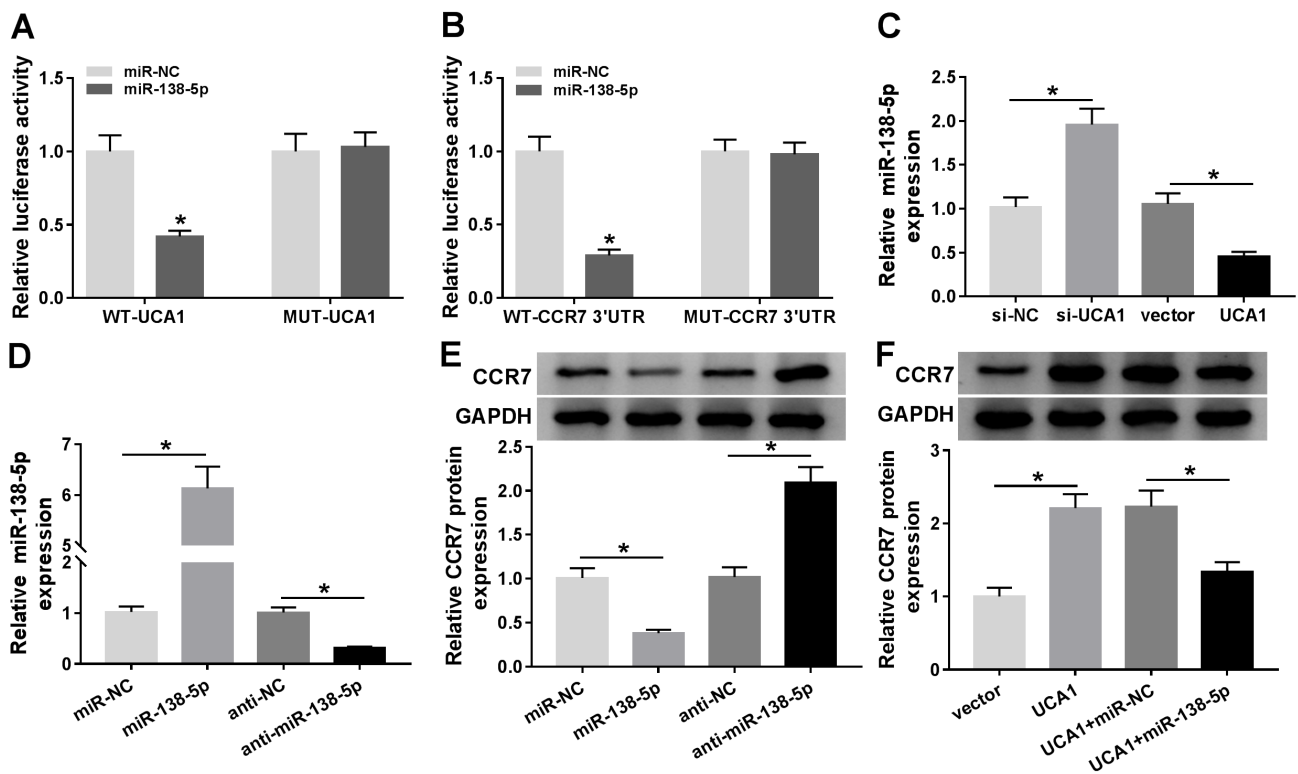 A
Relative luciferase activity
miR-NC
miR-138-5p
1.5
1.0
0.5
0.0
*
WT-UCA1
MUT-UCA1
B
Relative luciferase activity
miR-NC
miR-138-5p
1.5
1.0
0.5
0.0
*
WT-CCR7 3'UTR
MUT-CCR7 3'UTR
C
Relative miR-138-5p
expression
2.5
2.0
1.5
1.0
0.5
0.0
*
*
si-NC
si-UCA1
vector
UCA1
D
Relative miR-138-5p
expression
7
6
5
2
1
0
*
*
miR-NC
miR-138-5p
anti-NC
anti-miR-138-5p
E
CCR7
GAPDH
Relative CCR7 protein
expression
2.5
2.0
1.5
1.0
0.5
0.0
*
*
miR-NC
miR-138-5p
anti-NC
anti-miR-138-5p
F
CCR7
GAPDH
Relative CCR7 protein
expression
3
2
1
0
*
*
vector
UCA1
UCA1+miR-NC
UCA1+miR-138-5p